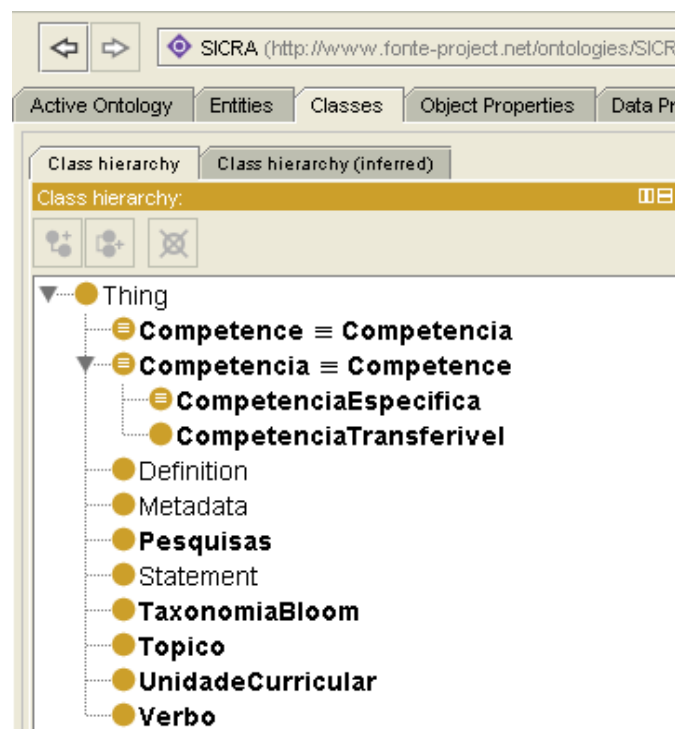 SICRA (http://www.fonte-project.net/ontologies/SICR
Active Ontology Entities Classes Object Properties Data Pr
Class hierarchy Class hierarchy (inferred)
Class hierarchy:
Thing
Competence ≡ Competencia
Competencia ≡ Competence
CompetenciaEspecifica
CompetenciaTransferivel
Definition
Metadata
Pesquisas
Statement
TaxonomiaBloom
Topico
UnidadeCurricular
Verbo